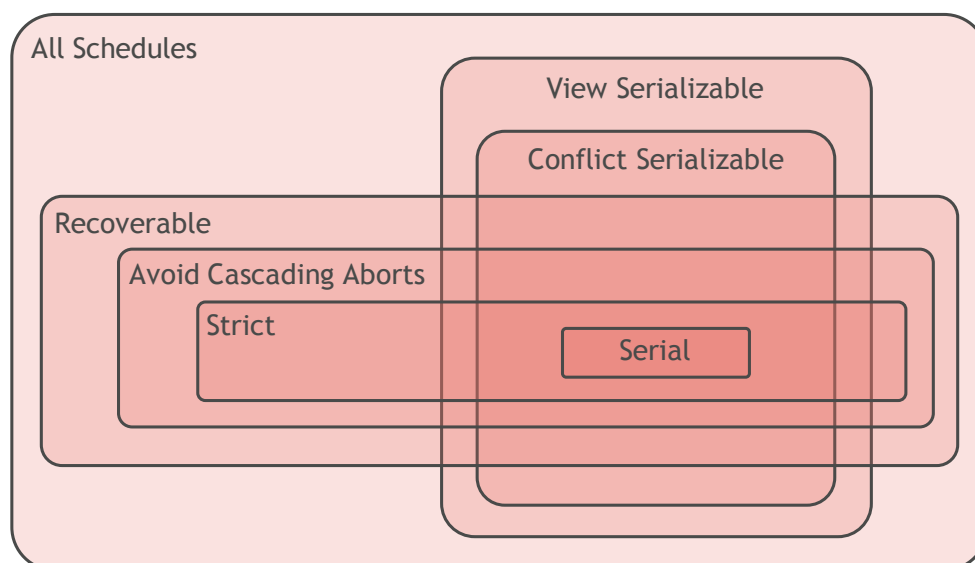 All Schedules
View Serializable
Conflict Serializable
Recoverable
Avoid Cascading Aborts
Strict
Serial